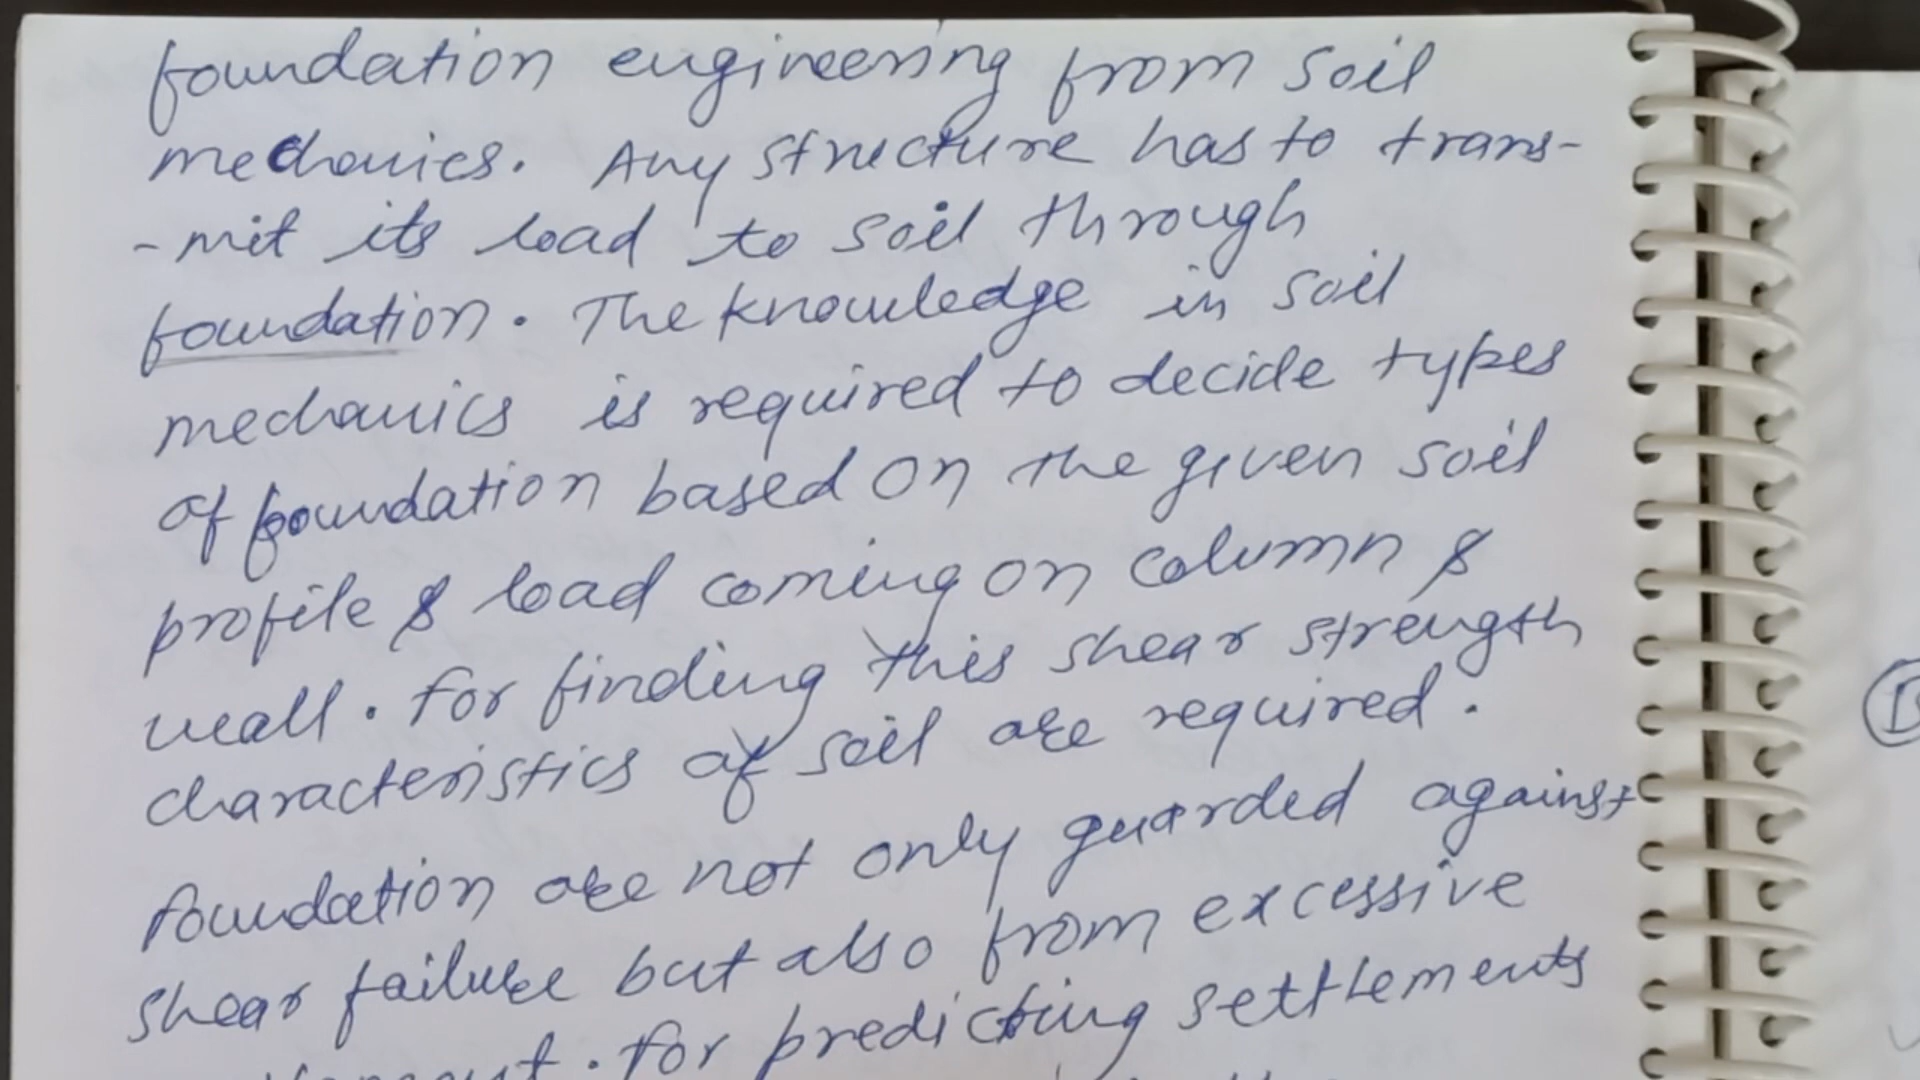 foundation engineering from soil
mechanics. Any structure has to trans-
-mit its load to soil through
foundation. The knowledge in soil
mechanics is required to decide types
of foundation based on the given soil
profile & load coming on column &
wall. for finding this shear strength
characteristics of soil are required.
foundation are not only guarded against
shear failure but also from excessive
. for predicting settlements